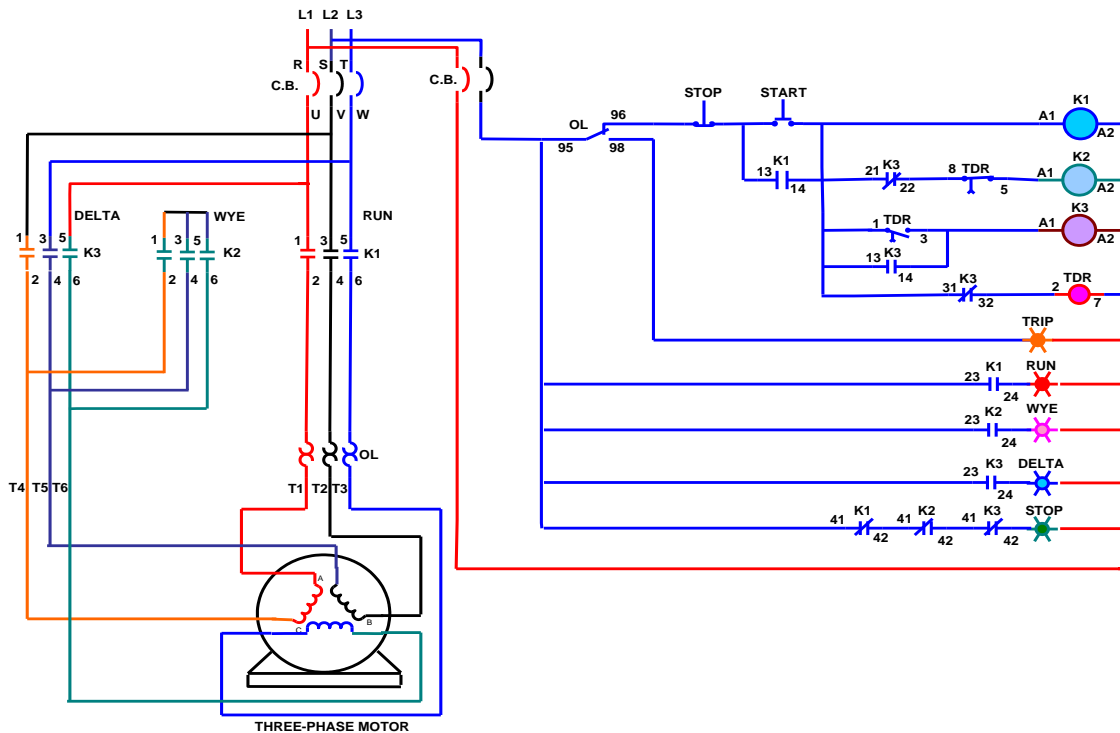 L1 L2 L3
R S T
C.B.
U V W
C.B.
DELTA
WYE
RUN
1 3 5
K3
2 4 6
1 3 5
K2
2 4 6
1 3 5
K1
2 4 6
OL
T4 T5 T6
T1 T2 T3
A
B
C
THREE-PHASE MOTOR
STOP START K1
OL 96
95 98
A1 A2
13 K1 14
21 K3 22
8 TDR 5
K2
A1 A2
1 TDR 3
K3
A1 A2
13 K3 14
31 K3 32
TDR
2 7
TRIP
23 K1 24
RUN
23 K2 24
WYE
23 K3 24
DELTA
41 K1 42
41 K2 42
41 K3 42
STOP